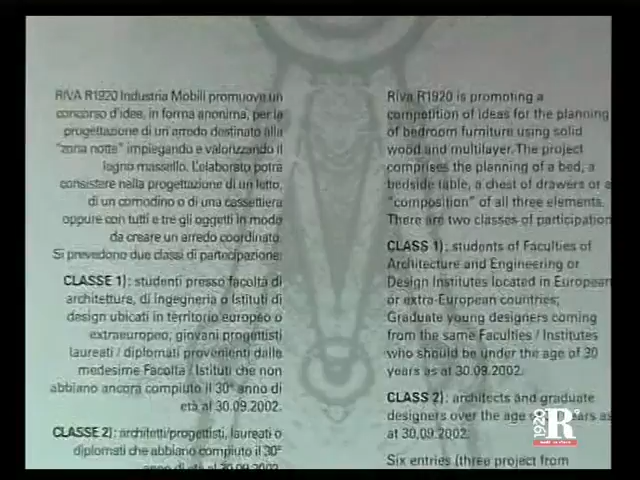 RIVA R1920 Industria Mobili promuove un
concorso d'idee, in forma anonima, per la
progettazione di un arredo destinato alla
"zona notte" impiegando e valorizzando il
legno massello. L'elaborato potrà
consistere nella progettazione di un letto,
di un comodino o di una cassettiera
oppure con tutti e tre gli oggetti in modo
da creare un arredo coordinato.
Si prevedono due classi di partecipazione:
CLASSE 1): studenti presso facoltà di
architettura, di ingegneria o Istituti di
design ubicati in territorio europeo o
extraeuropeo; giovani progettisti
laureati / diplomati provenienti dalle
medesime Facoltà / Istituti che non
abbiano ancora compiuto il 30° anno di
età al 30.09.2002.
CLASSE 2): architetti/progettisti, laureati o
diplomati che abbiano compiuto il 30°
anno di età al 30.09.2002
Riva R1920 is promoting a
competition of ideas for the planning
of bedroom furniture using solid
wood and multilayer. The project
comprises the planning of a bed, a
bedside table, a chest of drawers or a
"composition" of all three elements.
There are two classes of participation
CLASS 1): students of Faculties of
Architecture and Engineering or
Design Institutes located in European
or extra-European countries;
Graduate young designers coming
from the same Faculties / Institutes
who should be under the age of 30
years as at 30.09.2002.
CLASS 2): architects and graduate
designers over the age years as
at 30.09.2002.
Six entries (three project from
1920 R